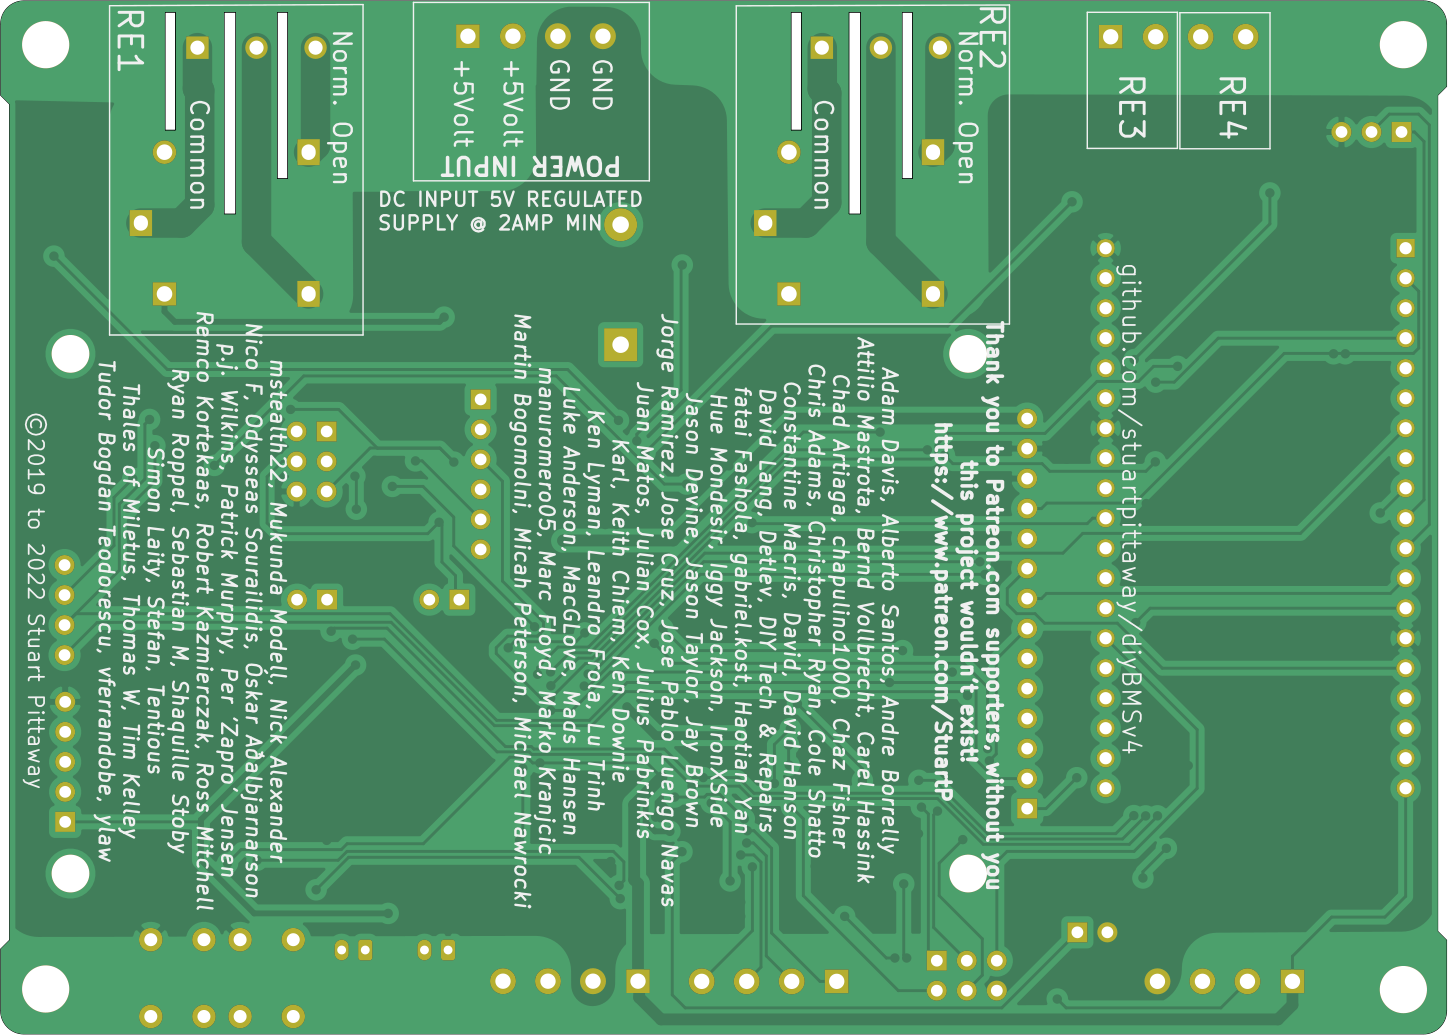 RE1
Norm. Open
Common
+5Volt
+5Volt
GND
GND
POWER INPUT
DC INPUT 5V REGULATED
SUPPLY @ 2AMP MIN
RE2
Norm. Open
Common
RE3
RE4
github.com/stuartpittaway/diyBMSv4
Thank you to Patreon.com supporters, without you
this project wouldn't exist!
https://www.patreon.com/StuartP
Adam Davis, Alberto Santos, Andre Borrelly
Attilio Mastrota, Bernd Vollbrecht, Carel Hassink
Chad Artiaga, chapulino1000, Chaz Fisher
Chris Adams, Christopher Ryan, Cole Shatto
Constantine Macris, David, David Hanson
David Lang, Detlev, DIY Tech & Repairs
fatai Fashola, gabriel.kost, Haotian Yan
Hue Mondesil, Iggy Jackson, IronXSide
Jason Devine, Jason Taylor, Jay Brown
Jorge Ramirez, Jose Cruz, Jose Pablo Luengo Navas
Juan Matos, Julian Cox, Julius Pabrinkis
Karl, Keith Chiem, Ken Downie
Ken Lyman, Leandro Frola, Lu Trinh
Luke Anderson, MacGLove, Mads Hansen
manuromero05, Marc Floyd, Marko Kranjcic
Martin Bogomolni, Micah Peterson, Michael Nawrocki
mstealth22, Mukunda Modell, Nick Alexander
Nico F, Odysseas Sourailidis, Óskar Aðalbjarnarson
p.j. Wilkins, Patrick Murphy, Per 'Zappro' Jensen
Remco Kortekaas, Robert Kazmierczak, Ross Mitchell
Ryan Roppel, Sebastian M, Shaquille Stoby
Simon Laity, Stefan, Tentious
Thales of Miletus, Thomas W, Tim Kelley
Tudor Bogdan Teodorescu, vferrandobe, ylaw
©2019 to 2022 Stuart Pittaway